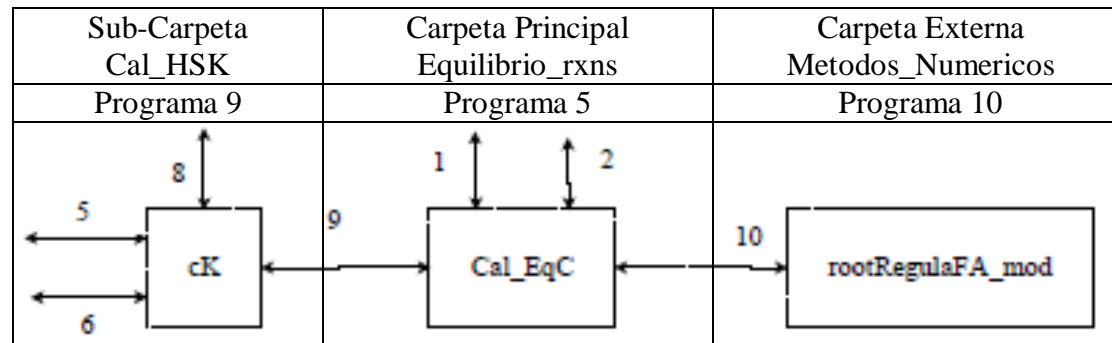 Sub-Carpeta
Cal_HSK
Carpeta Principal
Equilibrio_rxns
Carpeta Externa
Metodos_Numericos
Programa 9
Programa 5
Programa 10
8
5
6
cK
9
1
2
Cal_EqC
10
rootRegulaFA_mod